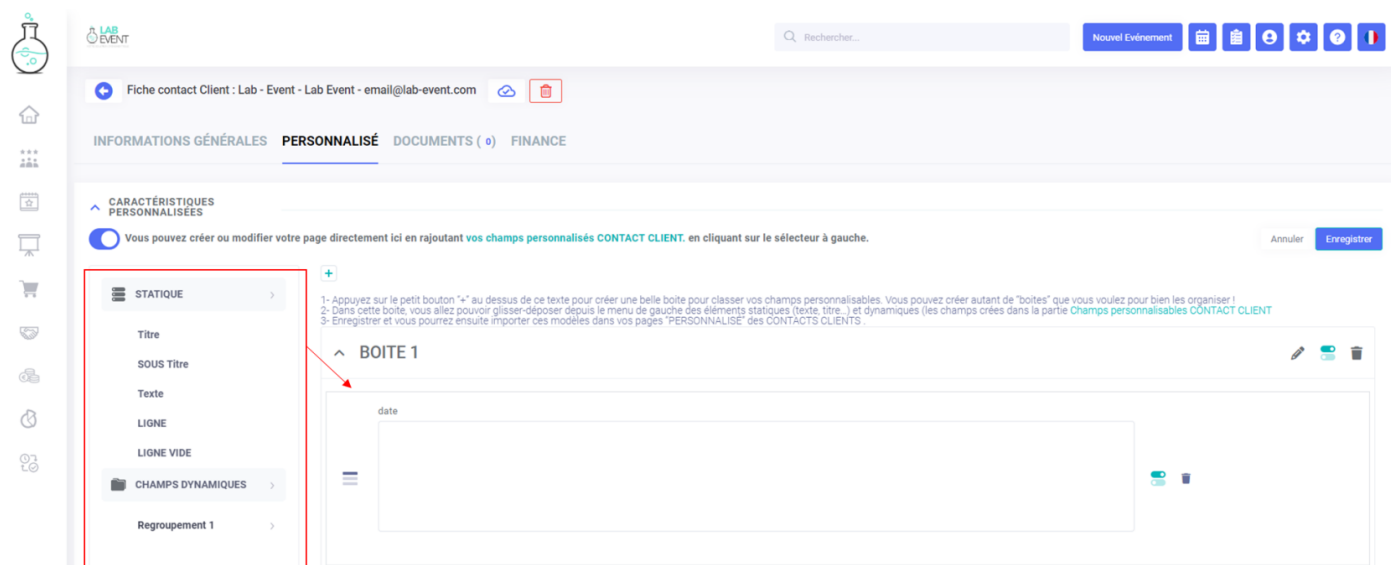 LAB
EVENT
Rechercher...
Nouvel Evénement
Fiche contact Client : Lab - Event - Lab Event - email@lab-event.com
INFORMATIONS GÉNÉRALES PERSONNALISÉ DOCUMENTS ( 0) FINANCE
CARACTÉRISTIQUES
PERSONNALISÉES
Vous pouvez créer ou modifier votre page directement ici en rajoutant vos champs personnalisés CONTACT CLIENT. en cliquant sur le sélecteur à gauche.
Annuler Enregistrer
STATIQUE
Titre
SOUS Titre
Texte
LIGNE
LIGNE VIDE
CHAMPS DYNAMIQUES
Regroupement 1
+
1- Appuyez sur le petit bouton "+" au dessus de ce texte pour créer une belle boite pour classer vos champs personnalisables. Vous pouvez créer autant de "boites" que vous voulez pour bien les organiser !
2- Dans cette boite, vous allez pouvoir glisser-déposer depuis le menu de gauche des éléments statiques (texte, titre...) et dynamiques (les champs crées dans la partie Champs personnalisables CONTACT CLIENT
3- Enregistrer et vous pourrez ensuite importer ces modèles dans vos pages "PERSONNALISÉ" des CONTACTS CLIENTS .
BOITE 1
date